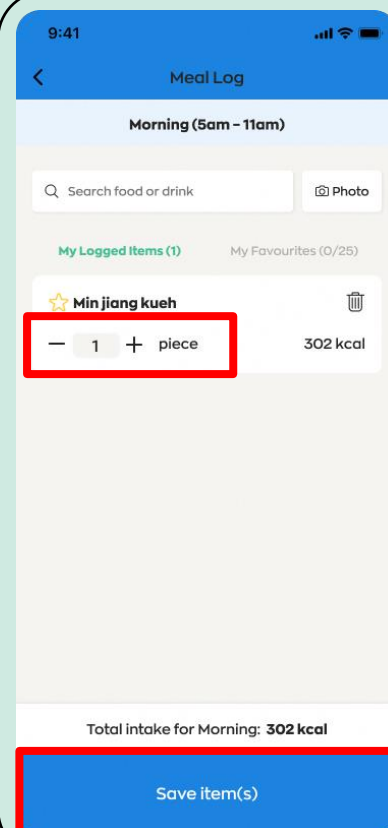 9:41
Meal Log
Morning (5am - 11am)
Search food or drink
Photo
My Logged Items (1) My Favourites (0/25)
Min jiang kueh
1 piece 302 kcal
Total intake for Morning: 302 kcal
Save item(s)